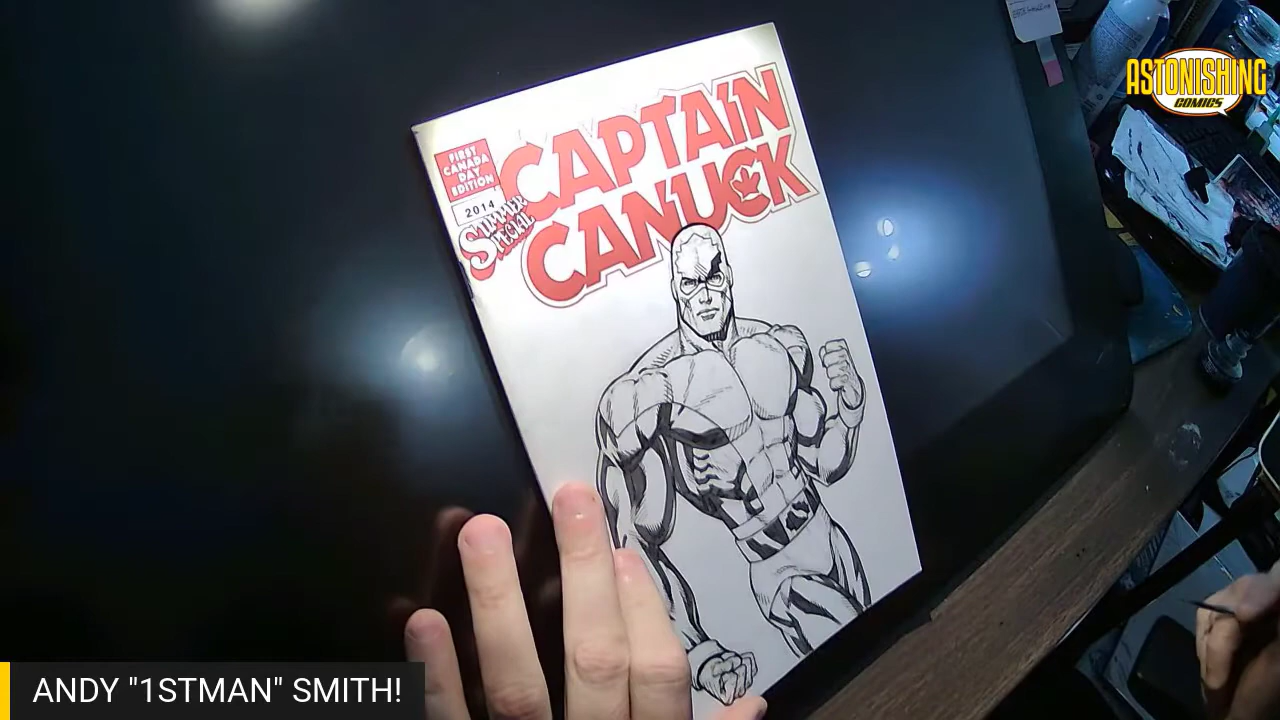 ASTONISHING
COMICS
FIRST
CANADA
DAY
EDITION
2014
SUMMER
SPECIAL
CAPTAIN
CANUCK
ANDY "1STMAN" SMITH!